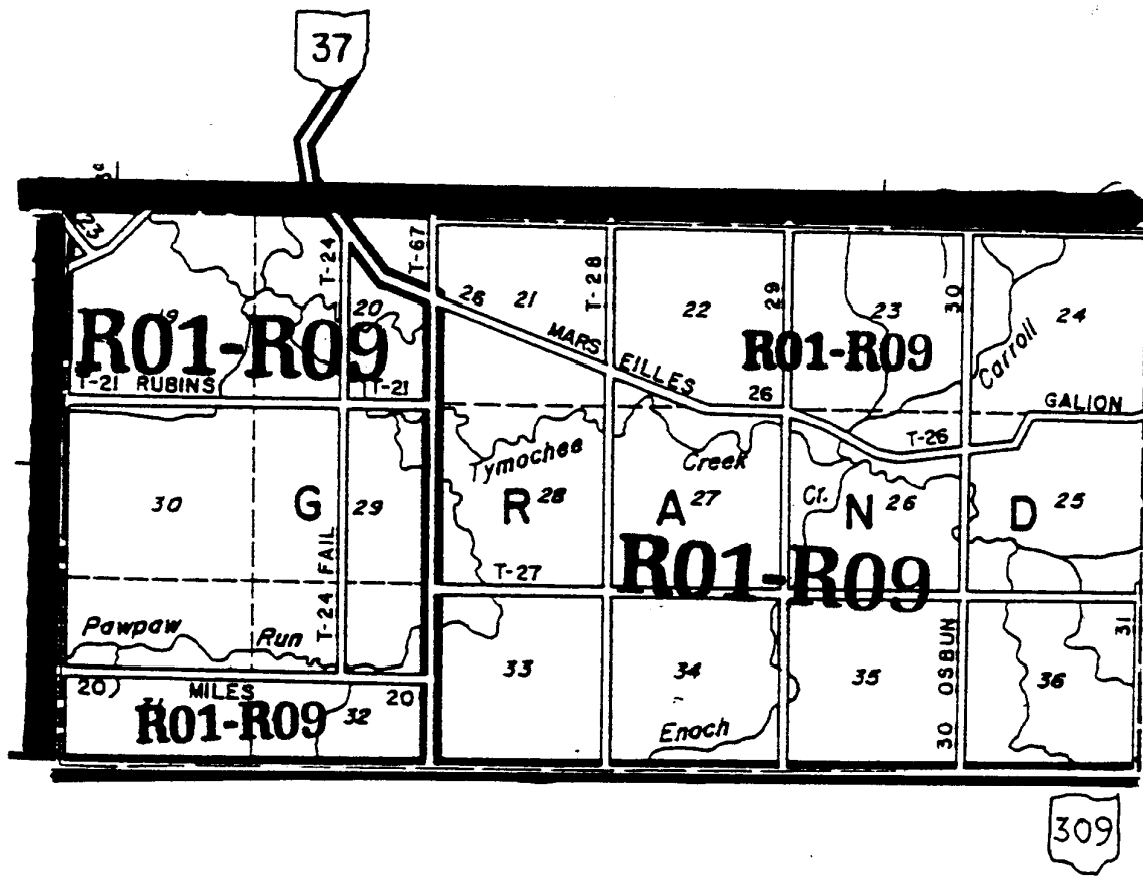 37
23
T-24
T-67
20
26
21
T-28
22
29
23
30
24
19
R01-R09
MARS
EILLES
R01-R09
Carroll
T-21 RUBINS
T-21
26
GALION
T-26
Tymochee
Creek
30
G
29
R
28
A
27
Cr.
N
26
D
25
R01-R09
T-24 FAIL
T-27
Pawpaw
Run
33
34
35
30 OSBUN
36
31
20
MILES
20
R01-R09
32
Enoch
309